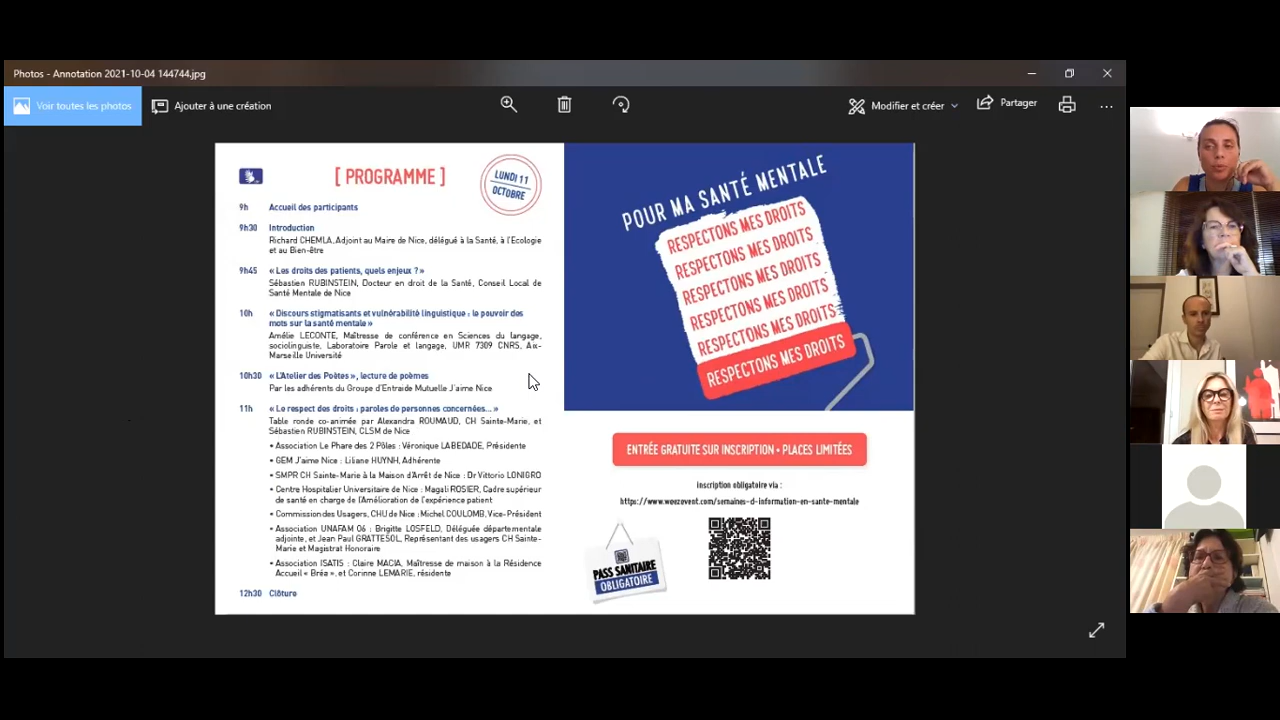 Photos - Annotation 2021-10-04 144744.jpg
Voir toutes les photos
Ajouter à une création
Modifier et créer
Partager
[ PROGRAMME ]
LUNDI 11
OCTOBRE
9h Accueil des participants
9h30 Introduction
Richard CHEMLA, Adjoint au Maire de Nice, délégué à la Santé, à l'Ecologie
et au Bien-être
9h45 « Les droits des patients, quels enjeux ? »
Sébastien RUBINSTEIN, Docteur en droit de la Santé, Conseil Local de
Santé Mentale de Nice
10h « Discours stigmatisants et vulnérabilité linguistique : le pouvoir des
mots sur la santé mentale »
Amélie LECONTE, Maîtresse de conférence en Sciences du langage,
sociolinguiste, Laboratoire Parole et langage, UMR 7309 CNRS, Aix-
Marseille Université
10h30 « L'Atelier des Poètes », lecture de poèmes
Par les adhérents du Groupe d'Entraide Mutuelle J'aime Nice
11h « Le respect des droits : paroles de personnes concernées... »
Table ronde co-animée par Alexandra ROUMAUD, CH Sainte-Marie, et
Sébastien RUBINSTEIN, CLSM de Nice
• Association Le Phare des 2 Pôles : Véronique LABEDADE, Présidente
• GEM J'aime Nice : Liliane HUYNH, Adhérente
• SMPR CH Sainte-Marie à la Maison d'Arrêt de Nice : Dr Vittorio LONIGRO
• Centre Hospitalier Universitaire de Nice : Magali ROSIER, Cadre supérieur
de santé en charge de l'Amélioration de l'expérience patient
• Commission des Usagers, CHU de Nice : Michel COULOMB, Vice-Président
• Association UNAFAM 06 : Brigitte LOSFELD, Déléguée départementale
adjointe, et Jean Paul GRATTESOL, Représentant des usagers CH Sainte-
Marie et Magistrat Honoraire
• Association ISATIS : Claire MACIA, Maîtresse de maison à la Résidence
Accueil « Bréa », et Corinne LEMARIE, résidente
12h30 Clôture
POUR MA SANTÉ MENTALE
RESPECTONS MES DROITS
RESPECTONS MES DROITS
RESPECTONS MES DROITS
RESPECTONS MES DROITS
RESPECTONS MES DROITS
RESPECTONS MES DROITS
ENTRÉE GRATUITE SUR INSCRIPTION • PLACES LIMITÉES
inscription obligatoire via :
https://www.weezevent.com/semaines-d-information-en-sante-mentale
PASS SANITAIRE
OBLIGATOIRE